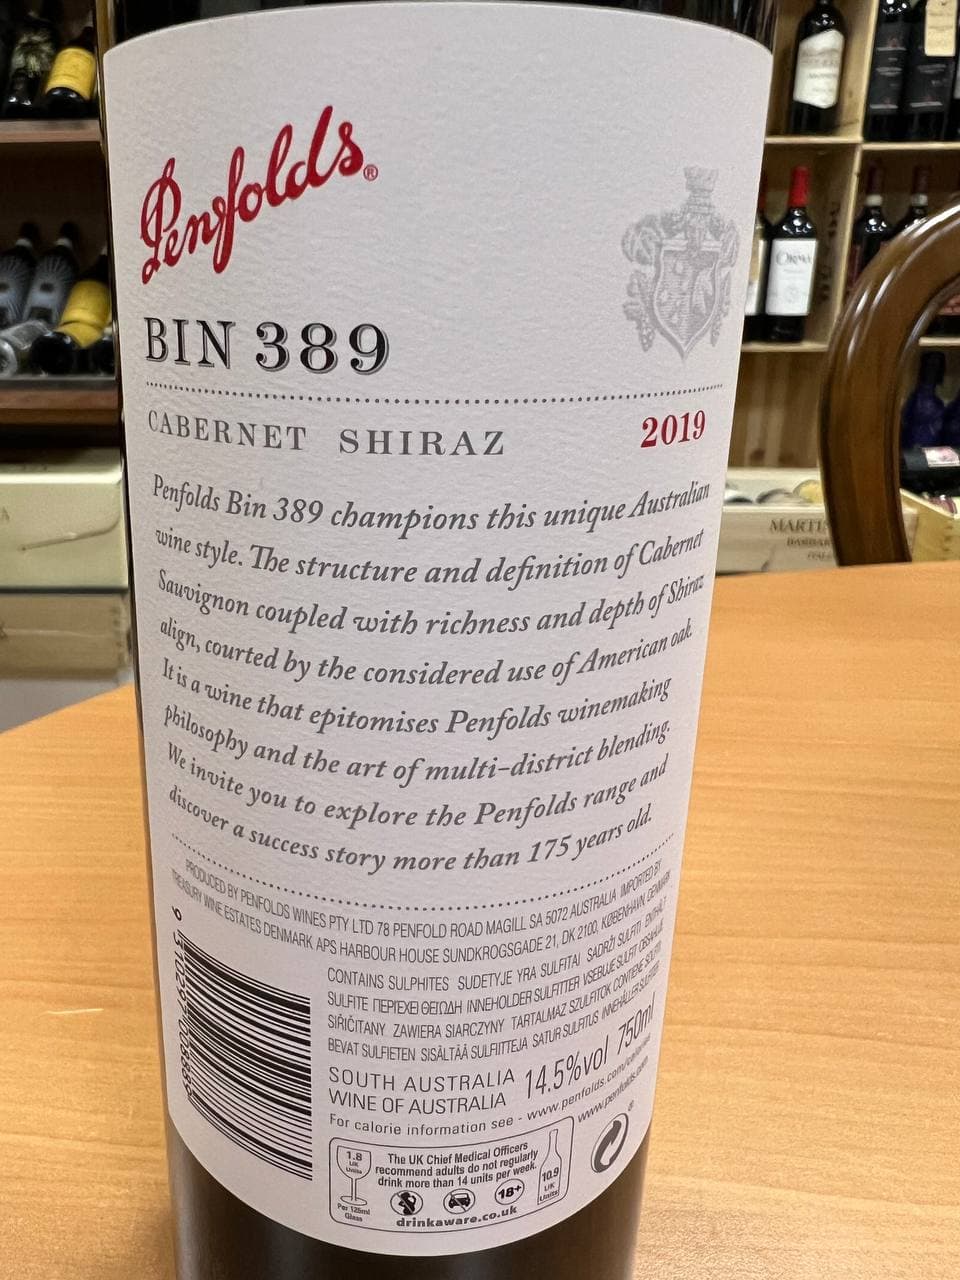 Penfolds®
BIN 389
CABERNET SHIRAZ 2019
Penfolds Bin 389 champions this unique Australian
wine style. The structure and definition of Cabernet
Sauvignon coupled with richness and depth of Shiraz
align, courted by the considered use of American oak.
It is a wine that epitomises Penfolds winemaking
philosophy and the art of multi-district blending.
We invite you to explore the Penfolds range and
discover a success story more than 175 years old.
PRODUCED BY PENFOLDS WINES PTY LTD 78 PENFOLD ROAD MAGILL SA 5072 AUSTRALIA IMPORTED BY
TREASURY WINE ESTATES DENMARK APS HARBOUR HOUSE SUNDKROGSGADE 21, DK 2100, KØBENHAVN, DENMARK
CONTAINS SULPHITES SUDĖTYJE YRA SULFITAI SADRŽI SULFITI ENTHÄLT
SULFITE ΠΕΡΙΕΧΕΙ ΘΕΙΩΔΗ INNEHOLDER SULFITTER VSEBUJE SULFIT OBSAHUJE
SIŘIČITANY ZAWIERA SIARCZYNY TARTALMAZ SZULFITOK CONTIENE SOLFITI
BEVAT SULFIETEN SISÄLTÄÄ SULFIITTEJA SATUR SULFITUS INNEHÅLLER SULFITER
SOUTH AUSTRALIA
WINE OF AUSTRALIA
14.5%vol 750ml
For calorie information see - www.penfolds.com/calories
www.penfolds.com
1.8
UK
Units
Per 125ml
Glass
The UK Chief Medical Officers
recommend adults do not regularly
drink more than 14 units per week.
18+
10.9
UK
Units
drinkaware.co.uk
ORMA
MARTIN